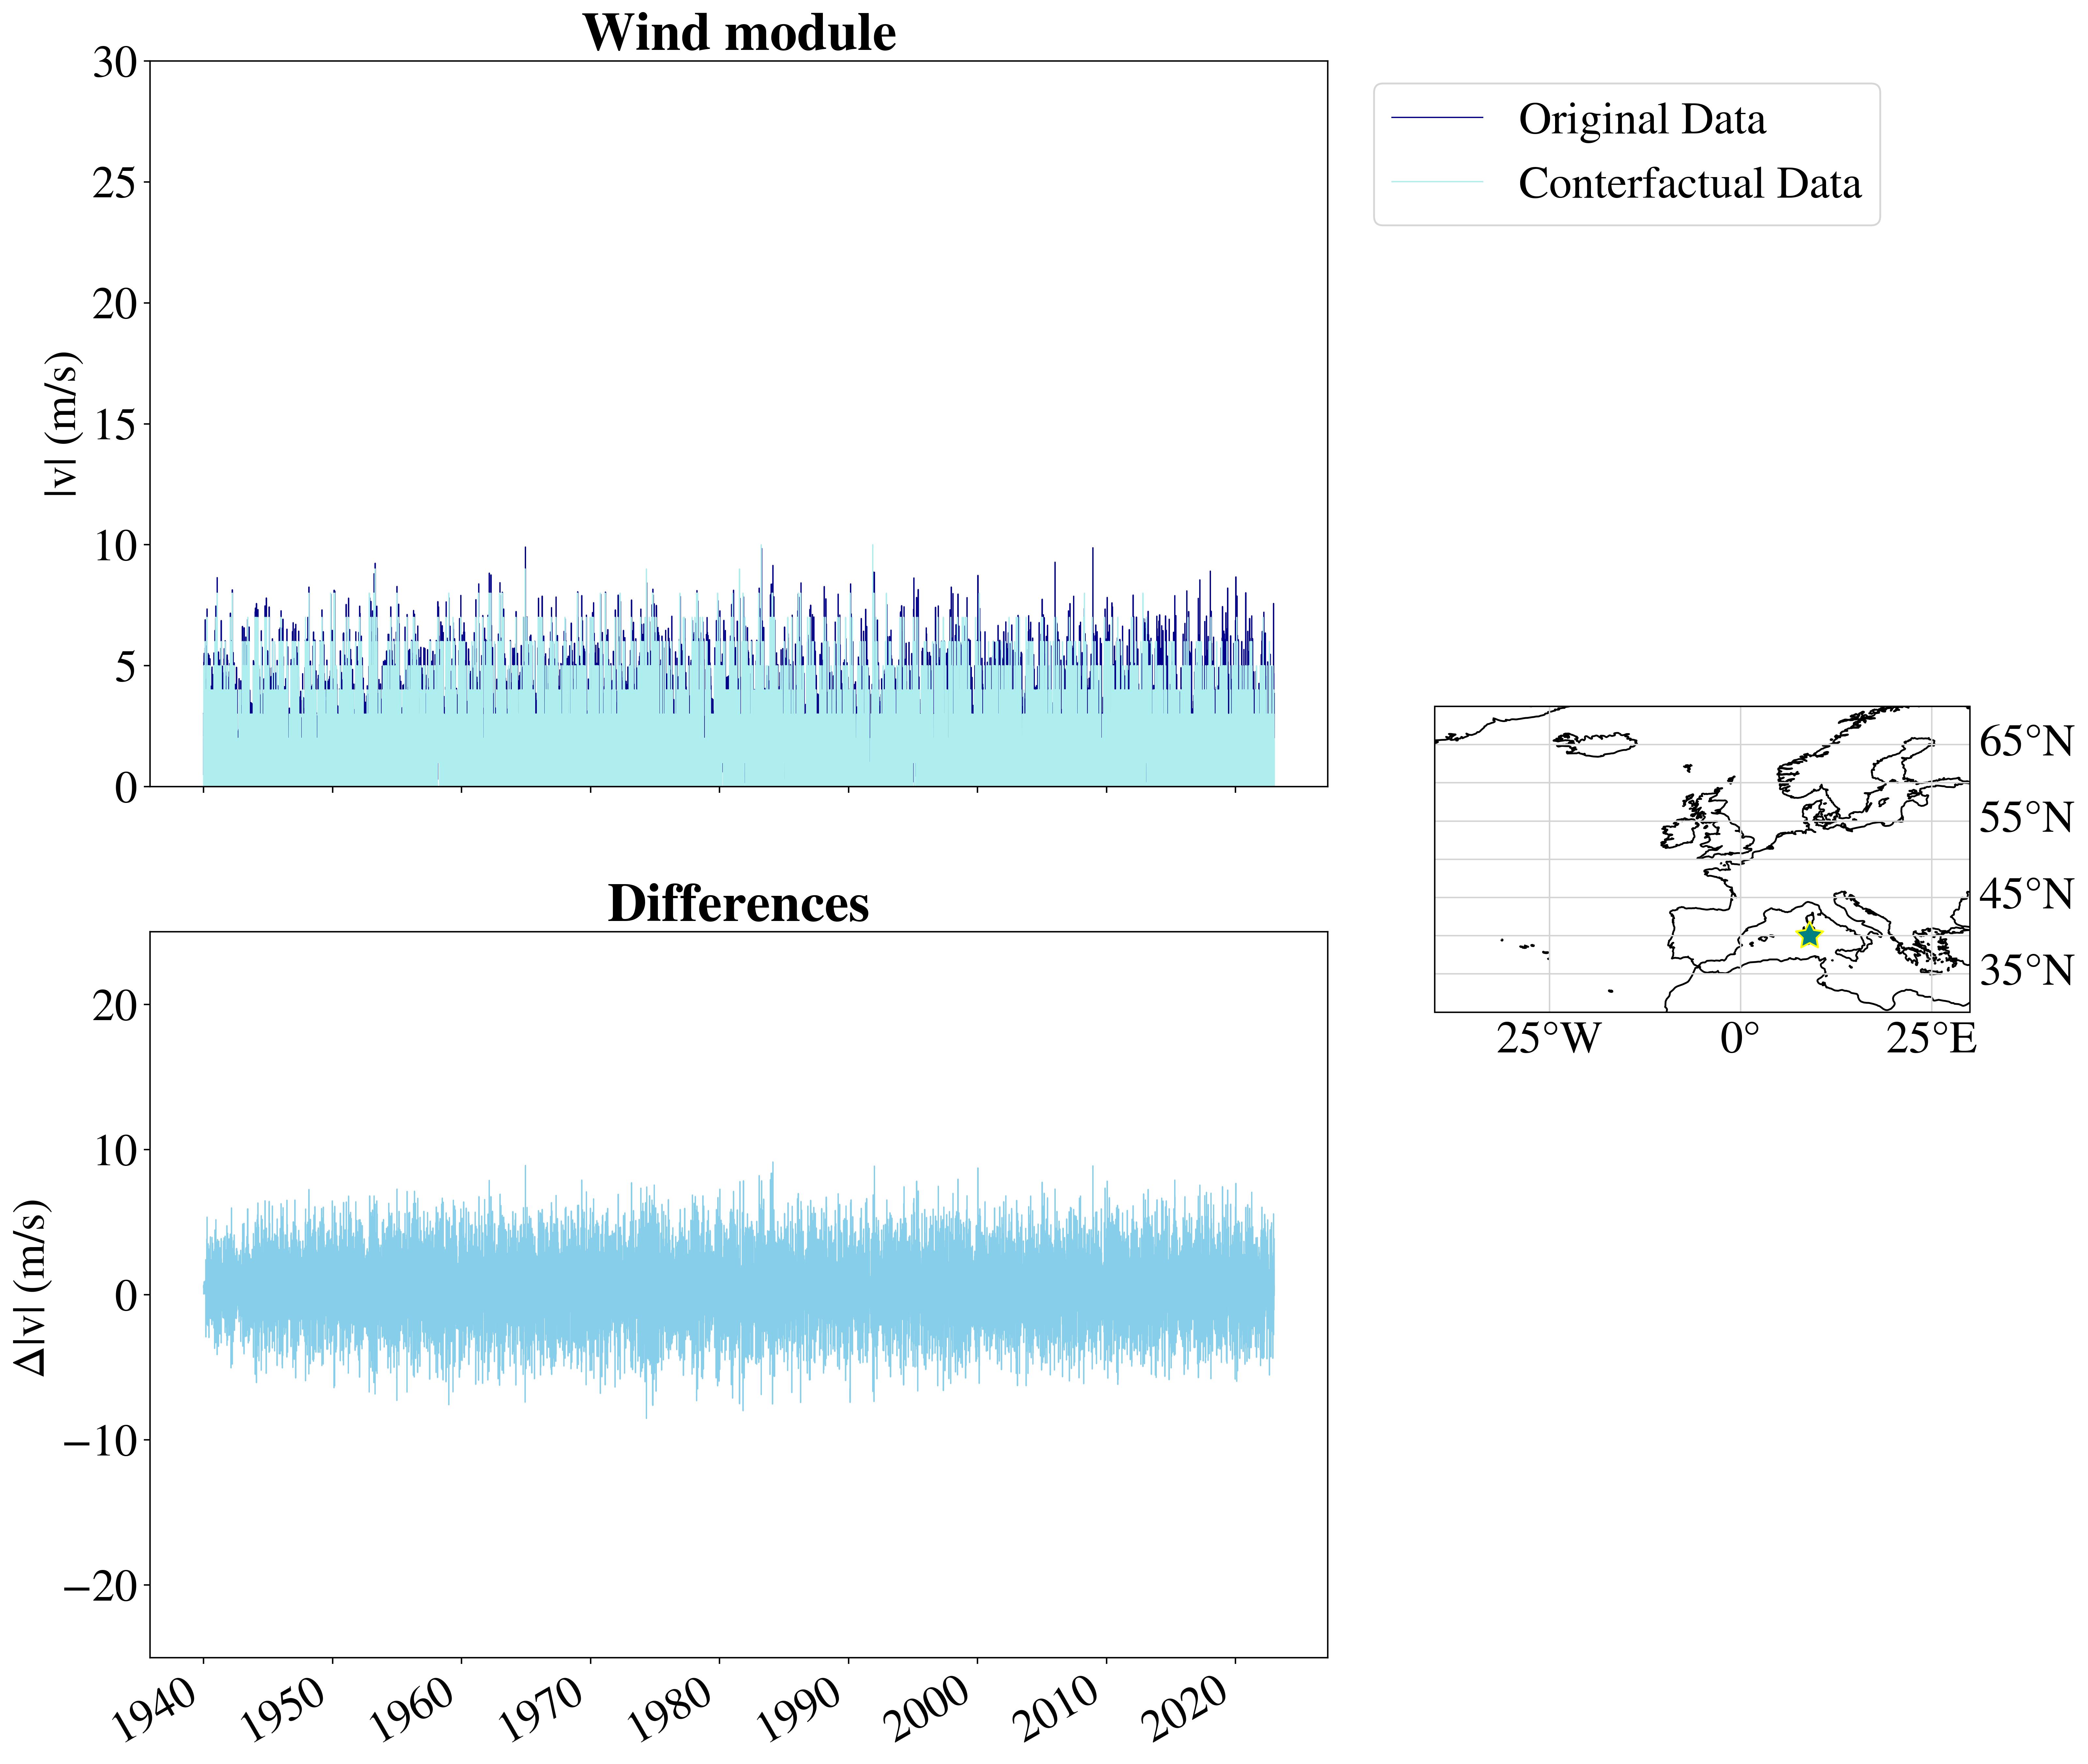 Wind module
30
25
20
15
10
5
0
|v| (m/s)
Original Data
Conterfactual Data
65°N
55°N
45°N
35°N
25°W 0° 25°E
Differences
20
10
0
−10
−20
Δ|v| (m/s)
1940 1950 1960 1970 1980 1990 2000 2010 2020